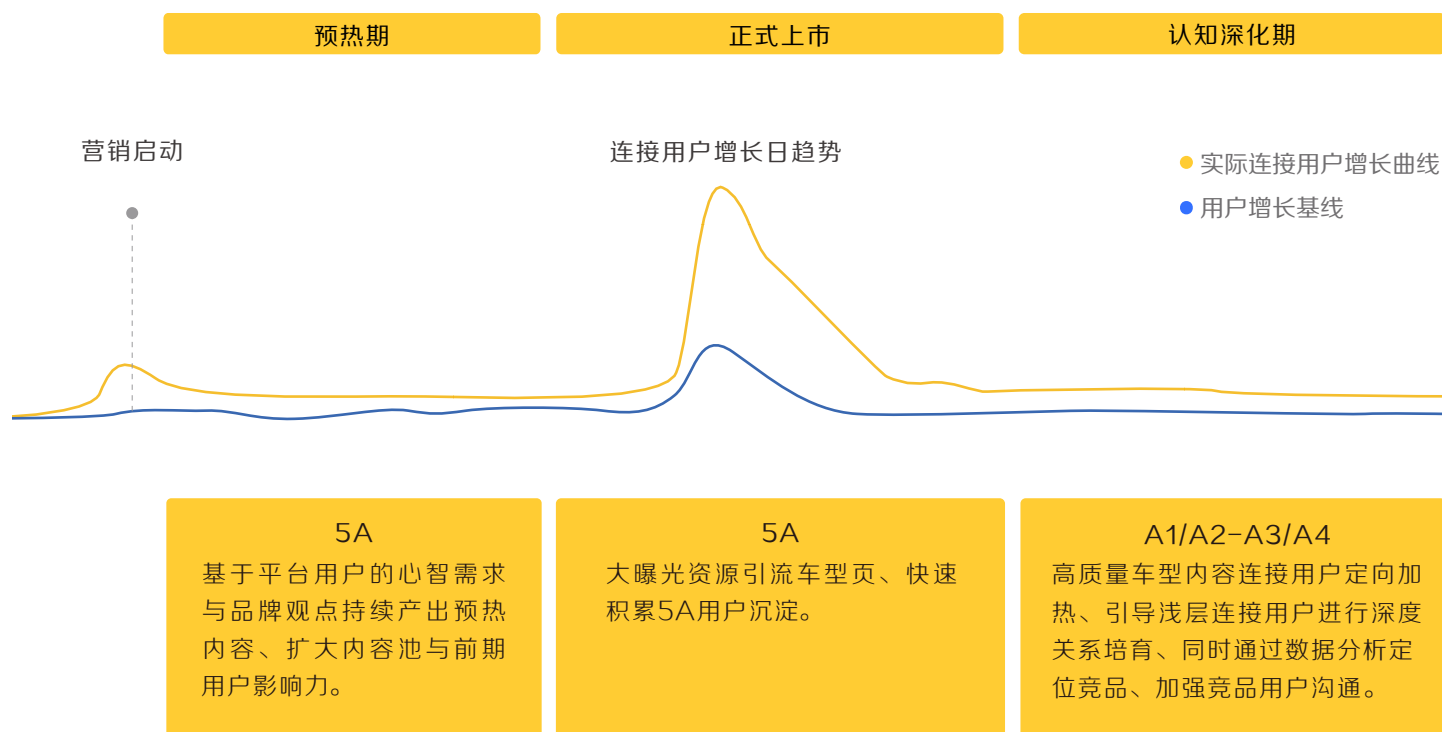 预热期
正式上市
认知深化期
营销启动
连接用户增长日趋势
实际连接用户增长曲线
用户增长基线
5A
基于平台用户的心智需求
与品牌观点持续产出预热
内容、扩大内容池与前期
用户影响力。
5A
大曝光资源引流车型页、快速
积累5A用户沉淀。
A1/A2-A3/A4
高质量车型内容连接用户定向加
热、引导浅层连接用户进行深度
关系培育、同时通过数据分析定
位竞品、加强竞品用户沟通。